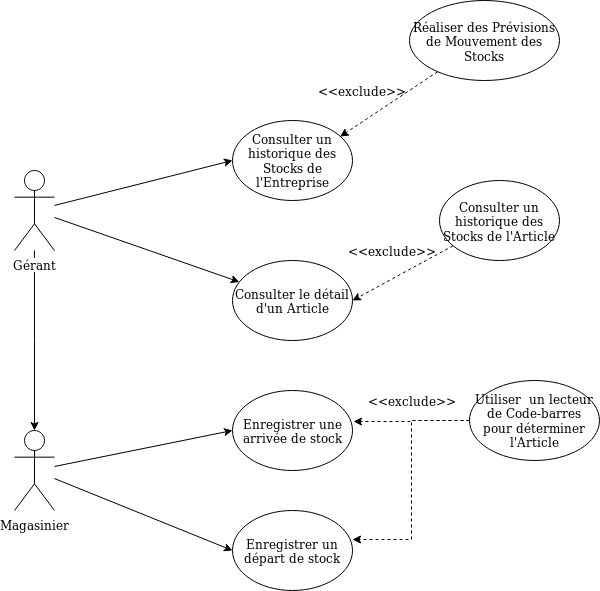 Réaliser des Prévisions
de Mouvement des
Stocks
<<exclude>>
Consulter un
historique des
Stocks de
l'Entreprise
Consulter un
historique des
Stocks de l'Article
<<exclude>>
Gérant
Consulter le détail
d'un Article
<<exclude>>
Utiliser un lecteur
de Code-barres
pour déterminer
l'Article
Enregistrer une
arrivée de stock
Magasinier
Enregistrer un
départ de stock